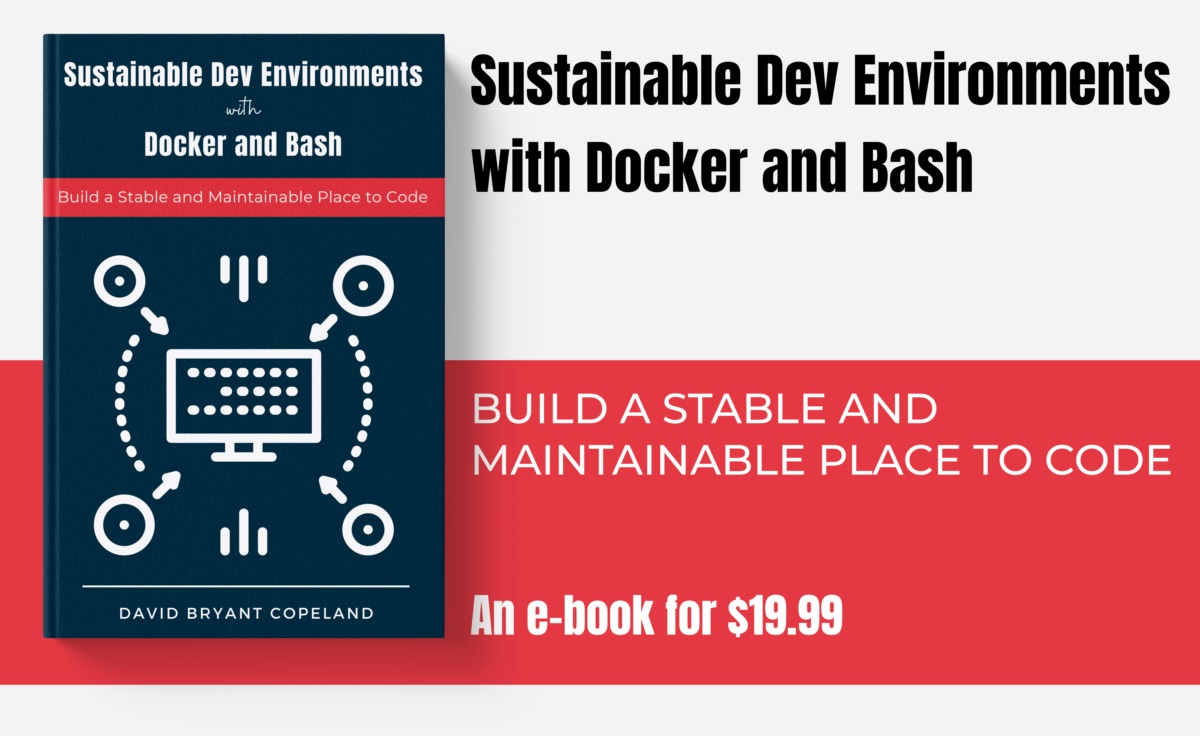 Sustainable Dev Environments
with
Docker and Bash
Build a Stable and Maintainable Place to Code
DAVID BRYANT COPELAND
Sustainable Dev Environments
with Docker and Bash
BUILD A STABLE AND
MAINTAINABLE PLACE TO CODE
An e-book for $19.99